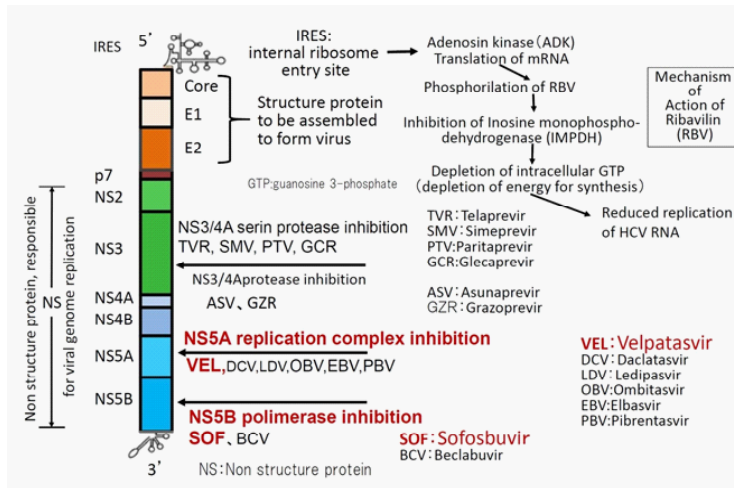 IRES
5'
IRES:
internal ribosome
entry site
Adenosin kinase(ADK)
Translation of mRNA
Phosphorilation of RBV
Inhibition of Inosine monophospho-
dehydrogenase (IMPDH)
Depletion of intracellular GTP
(depletion of energy for synthesis)
Reduced replication
of HCV RNA
Mechanism
of
Action of
Ribavilin
(RBV)
Core
E1
E2
Structure protein
to be assembled
to form virus
GTP:guanosine 3-phosphate
p7
NS2
NS3
NS4A
NS4B
NS5A
NS5B
Non structure protein, responsible
for viral genome replication
NS
NS3/4A serin protease inhibition
TVR, SMV, PTV, GCR
NS3/4Aprotease inhibition
ASV、GZR
NS5A replication complex inhibition
VEL,DCV,LDV,OBV,EBV,PBV
NS5B polimerase inhibition
SOF、BCV
TVR:Telaprevir
SMV:Simeprevir
PTV:Paritaprevir
GCR:Glecaprevir
ASV:Asunaprevir
GZR:Grazoprevir
VEL:Velpatasvir
DCV:Daclatasvir
LDV:Ledipasvir
OBV:Ombitasvir
EBV:Elbasvir
PBV:Pibrentasvir
SOF:Sofosbuvir
BCV:Beclabuvir
3'
NS:Non structure protein